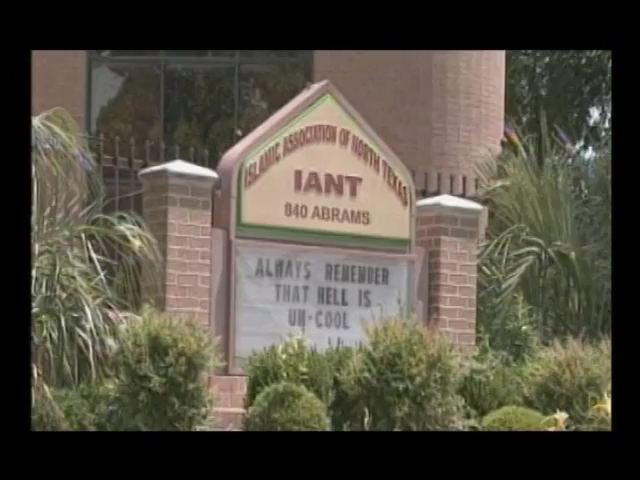 ISLAMIC ASSOCIATION OF NORTH TEXAS
IANT
840 ABRAMS
ALWAYS REMEMBER
THAT HELL IS
UN-COOL